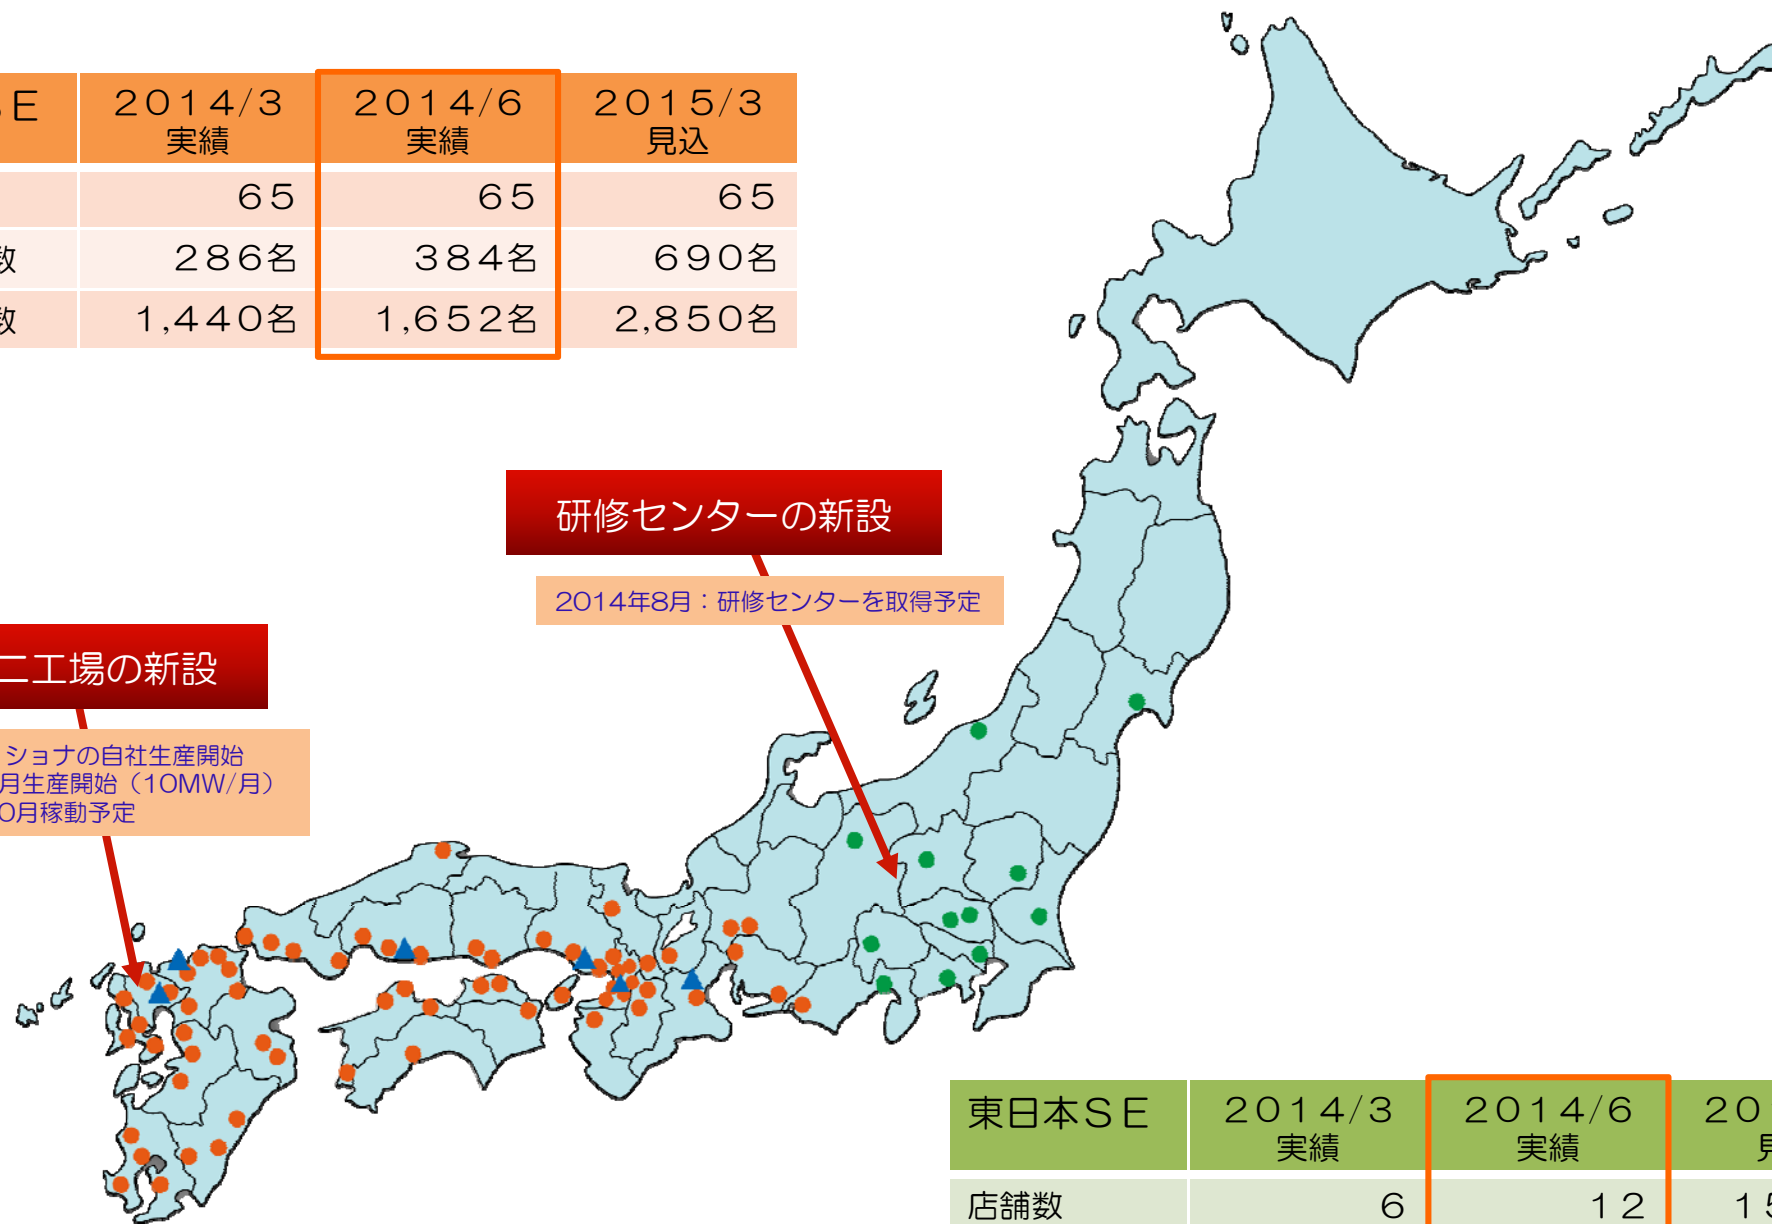 E 2014/3 2014/6 2015/3
実績 実績 見込
65 65 65
数 286名 384名 690名
数 1,440名 1,652名 2,850名
研修センターの新設
2014年8月：研修センターを取得予定
二工場の新設
ショナの自社生産開始
月生産開始（10MW/月）
0月稼動予定
東日本SE 2014/3 2014/6 20
実績 実績
店舗数 6 12 15